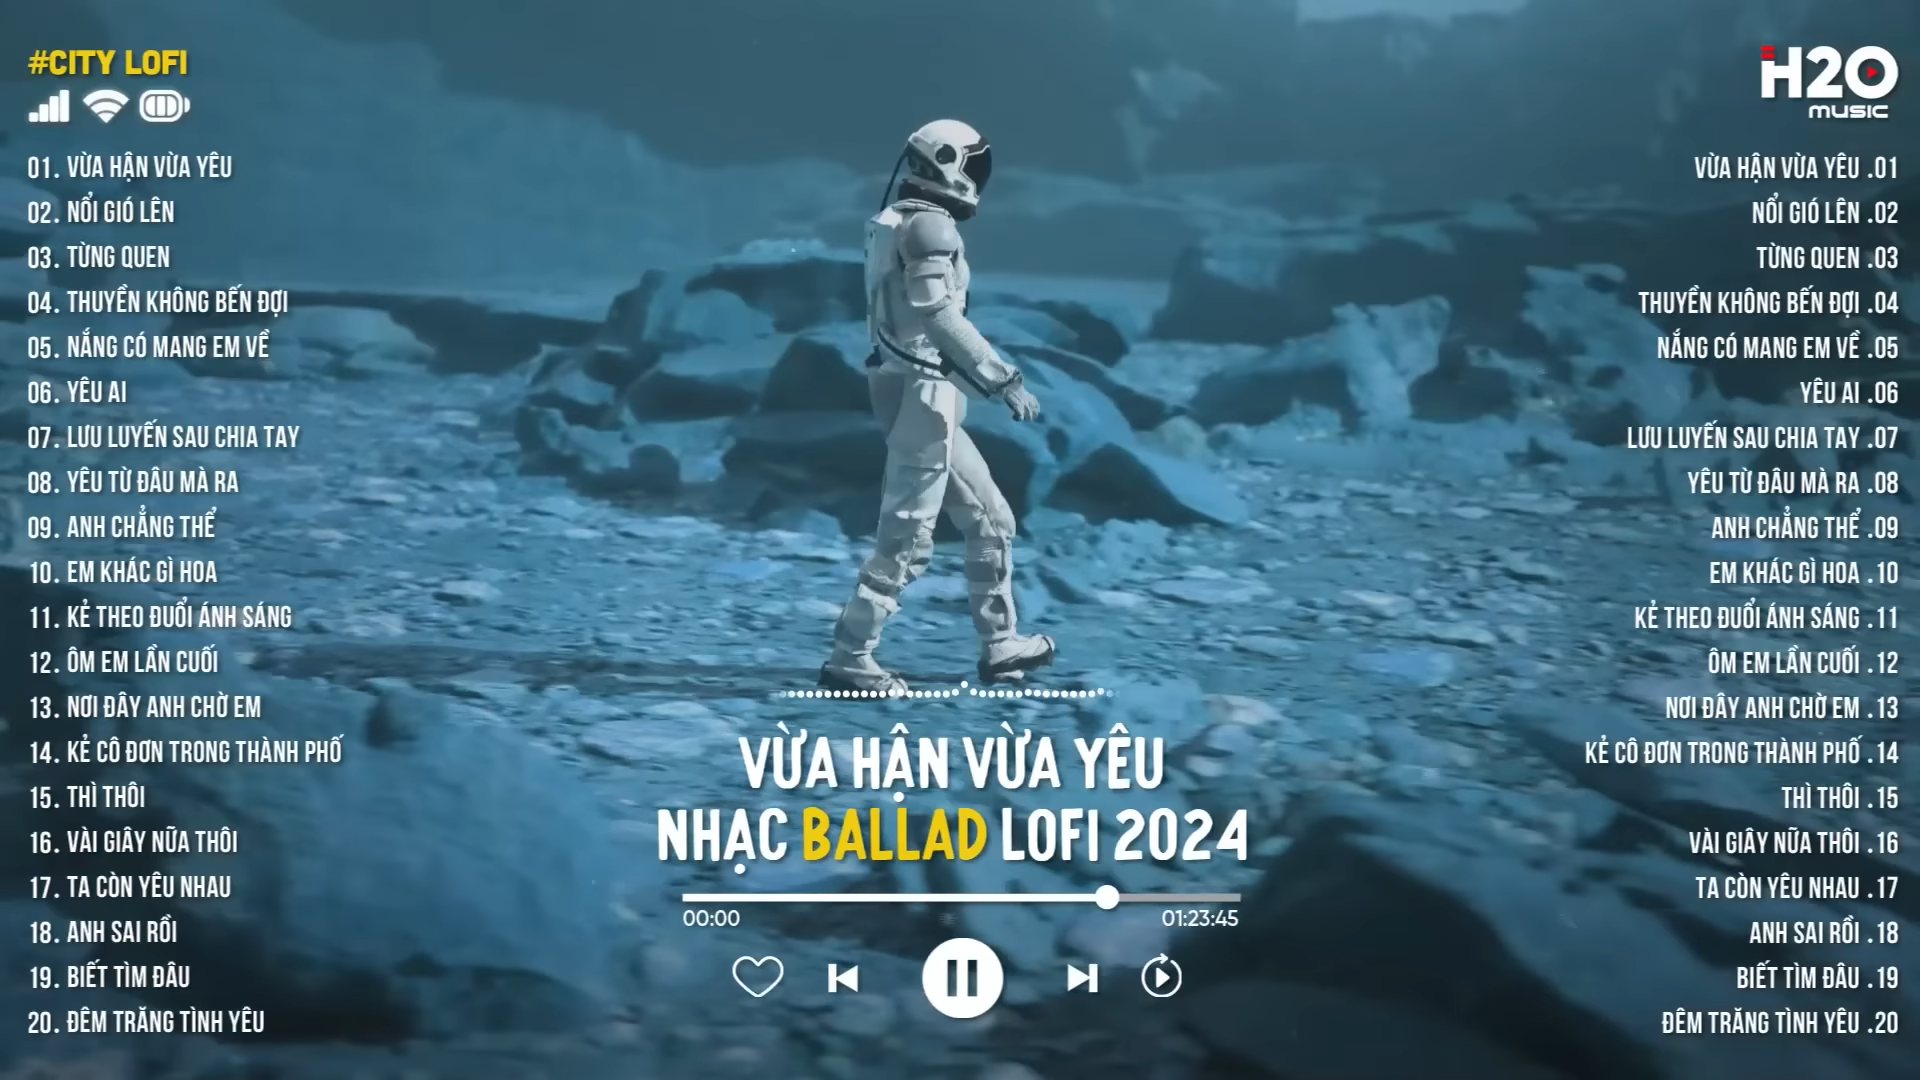 #CITY LOFI
01. VỪA HẬN VỪA YÊU
02. NỔI GIÓ LÊN
03. TỪNG QUEN
04. THUYỀN KHÔNG BẾN ĐỢI
05. NẮNG CÓ MANG EM VỀ
06. YÊU AI
07. LƯU LUYẾN SAU CHIA TAY
08. YÊU TỪ ĐÂU MÀ RA
09. ANH CHẲNG THỂ
10. EM KHÁC GÌ HOA
11. KẺ THEO ĐUỔI ÁNH SÁNG
12. ÔM EM LẦN CUỐI
13. NƠI ĐÂY ANH CHỜ EM
14. KẺ CÔ ĐƠN TRONG THÀNH PHỐ
15. THÌ THÔI
16. VÀI GIÂY NỮA THÔI
17. TA CÒN YÊU NHAU
18. ANH SAI RỒI
19. BIẾT TÌM ĐÂU
20. ĐÊM TRĂNG TÌNH YÊU
VỪA HẬN VỪA YÊU
NHẠC BALLAD LOFI 2024
00:00
01:23:45
H2O
MUSIC
VỪA HẬN VỪA YÊU .01
NỔI GIÓ LÊN .02
TỪNG QUEN .03
THUYỀN KHÔNG BẾN ĐỢI .04
NẮNG CÓ MANG EM VỀ .05
YÊU AI .06
LƯU LUYẾN SAU CHIA TAY .07
YÊU TỪ ĐÂU MÀ RA .08
ANH CHẲNG THỂ .09
EM KHÁC GÌ HOA .10
KẺ THEO ĐUỔI ÁNH SÁNG .11
ÔM EM LẦN CUỐI .12
NƠI ĐÂY ANH CHỜ EM .13
KẺ CÔ ĐƠN TRONG THÀNH PHỐ .14
THÌ THÔI .15
VÀI GIÂY NỮA THÔI .16
TA CÒN YÊU NHAU .17
ANH SAI RỒI .18
BIẾT TÌM ĐÂU .19
ĐÊM TRĂNG TÌNH YÊU .20